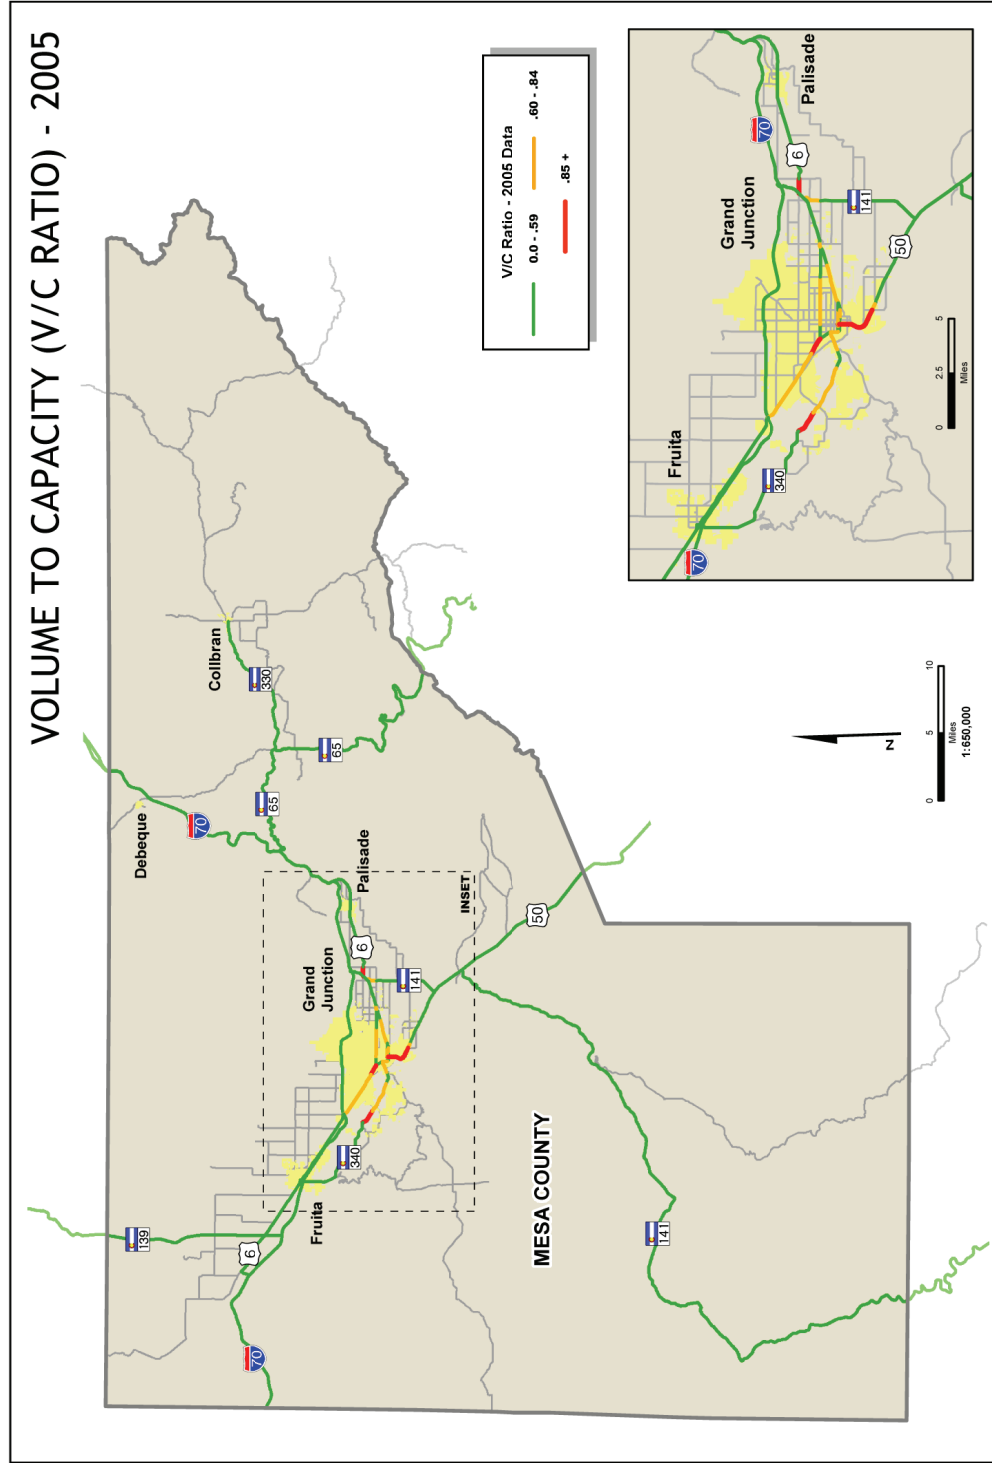 VOLUME TO CAPACITY (V/C RATIO) - 2005
V/C Ratio - 2005 Data
0.0 - .59
.60 - .84
.85 +
139
6
70
Fruita
340
Grand
Junction
6
141
Palisade
INSET
50
Debeque
70
65
65
330
Collbran
MESA COUNTY
141
N
0
5
10
Miles
1:650,000
70
Fruita
340
Grand
Junction
70
6
Palisade
141
50
0
2.5
5
Miles